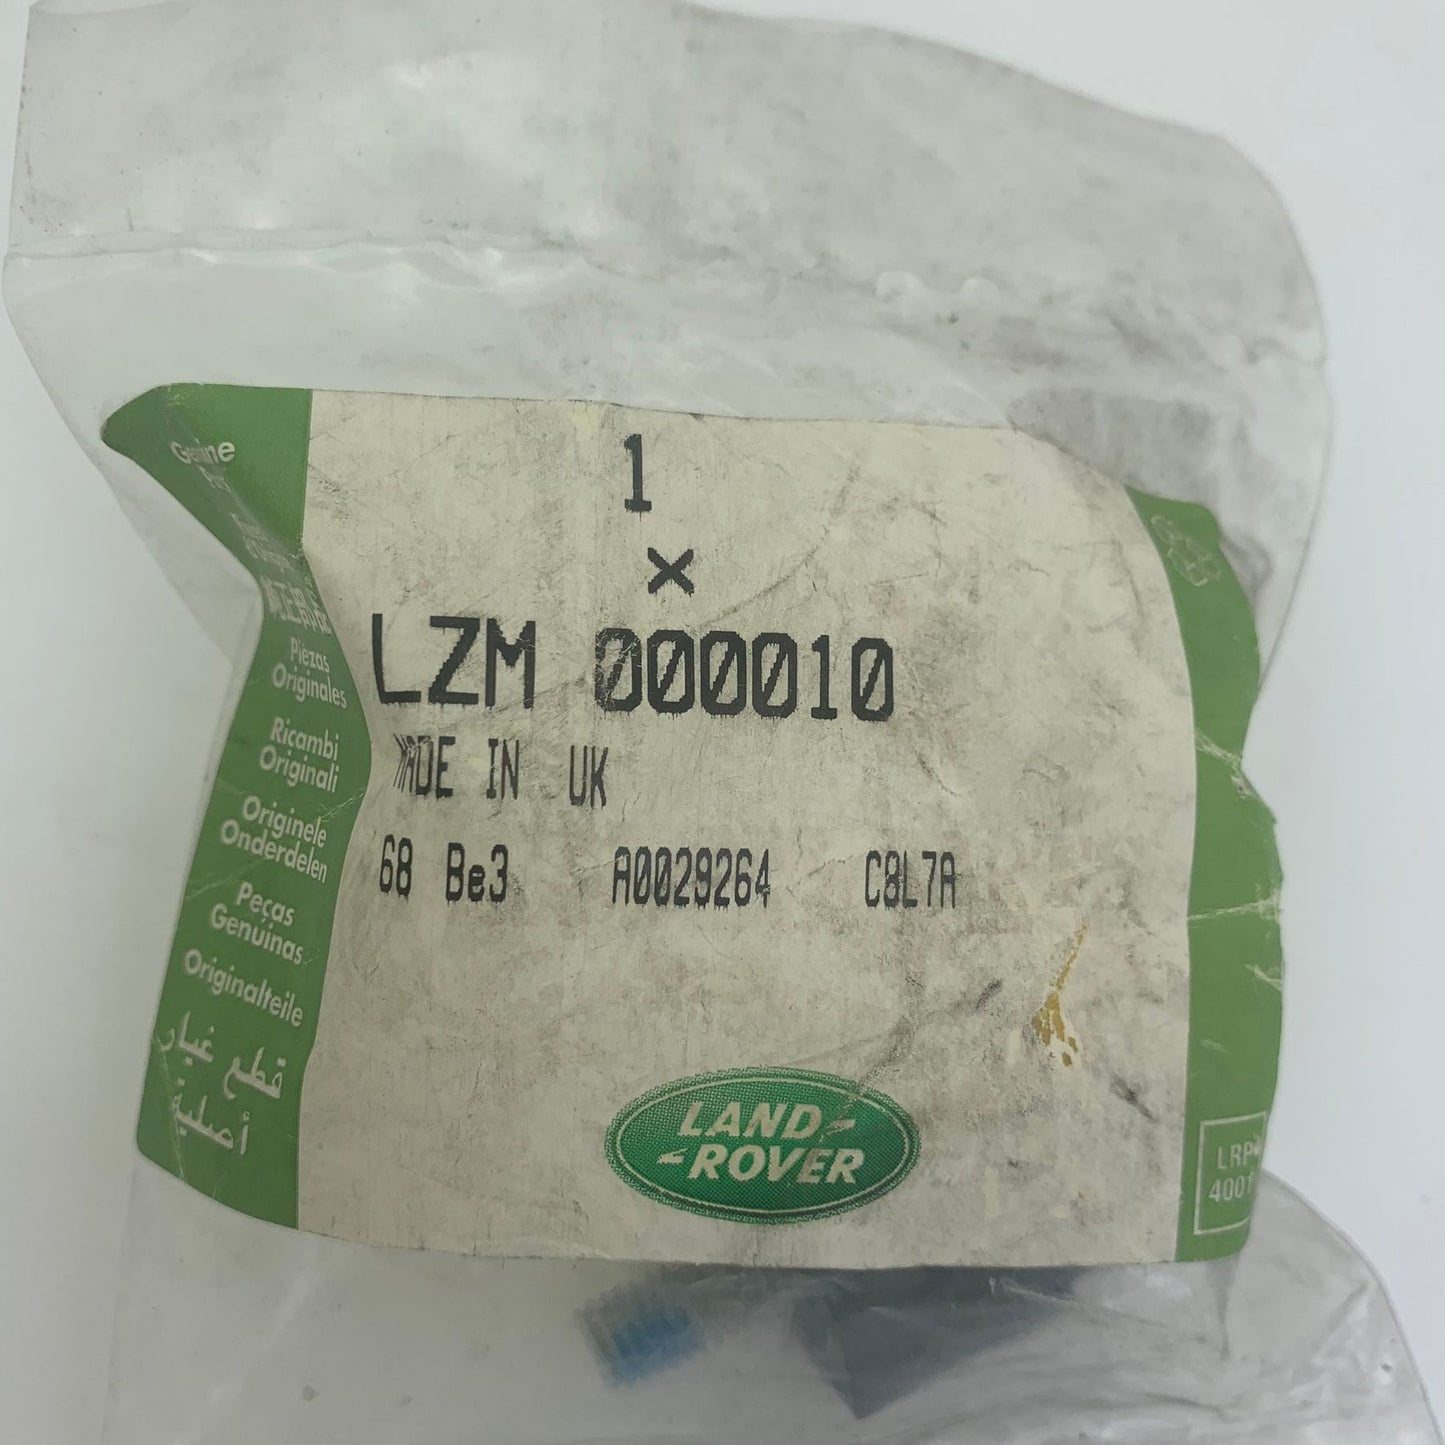 1
×
LZM 000010
MADE IN UK
68 Be3 A0029264 C8L7A
LAND-
-ROVER
Genuine
Piezas
Originales
Ricambi
Originali
Originele
Onderdelen
Peças
Genuinas
Originalteile
قطع غيار
أصلية
LRP
4001